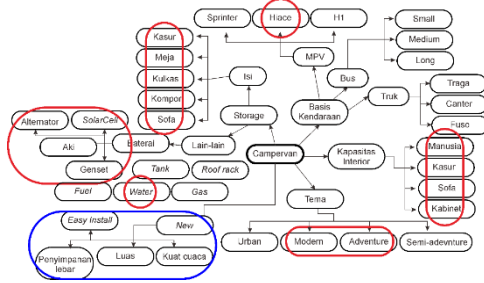 Sprinter
Hiace
H1
Small
Kasur
Medium
Meja
MPV
Long
Isi
Bus
Kulkas
Basis
Kendaraan
Truk
Traga
Kompor
Canter
Alternator
SolarCell
Sofa
Storage
Fuso
Aki
Baterai
Lain-lain
Manusia
Genset
Tank
Roof rack
Campervan
Kapasitas
Interior
Kasur
Fuel
Water
Gas
Sofa
Tema
Kabinet
Easy Install
New
Penyimpanan
lebar
Luas
Kuat cuaca
Urban
Modern
Adventure
Semi-adevnture